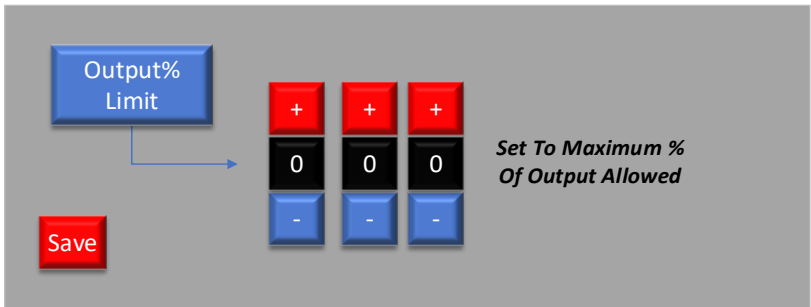 Output%
Limit
+ + +
0 0 0
- - -
Set To Maximum %
Of Output Allowed
Save